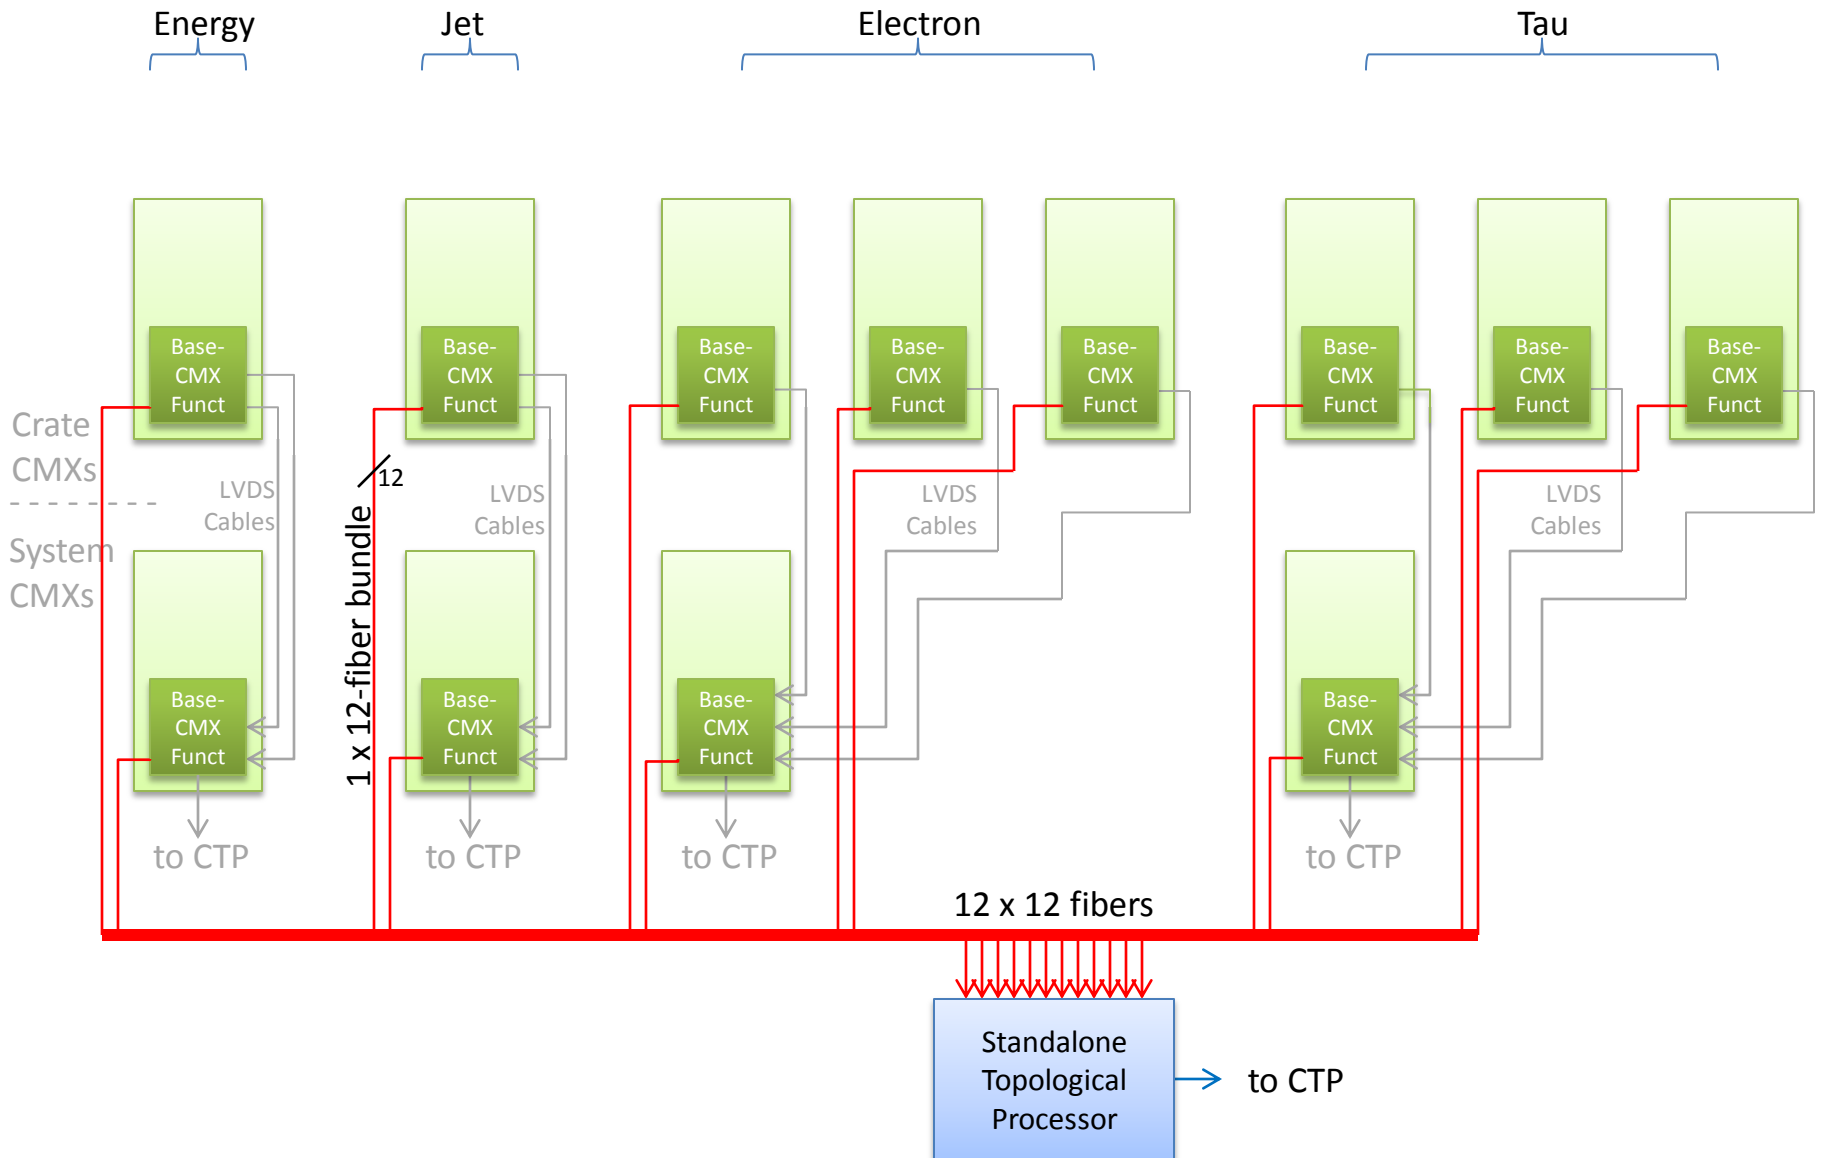 Energy
Jet
Electron
Tau
Base-
CMX
Funct
Base-
CMX
Funct
Base-
CMX
Funct
Base-
CMX
Funct
Base-
CMX
Funct
Base-
CMX
Funct
Base-
CMX
Funct
Base-
CMX
Funct
Crate
CMXs
System
CMXs
12
1 x 12-fiber bundle
LVDS
Cables
LVDS
Cables
LVDS
Cables
LVDS
Cables
Base-
CMX
Funct
Base-
CMX
Funct
Base-
CMX
Funct
Base-
CMX
Funct
to CTP
to CTP
to CTP
to CTP
12 x 12 fibers
Standalone
Topological
Processor
to CTP